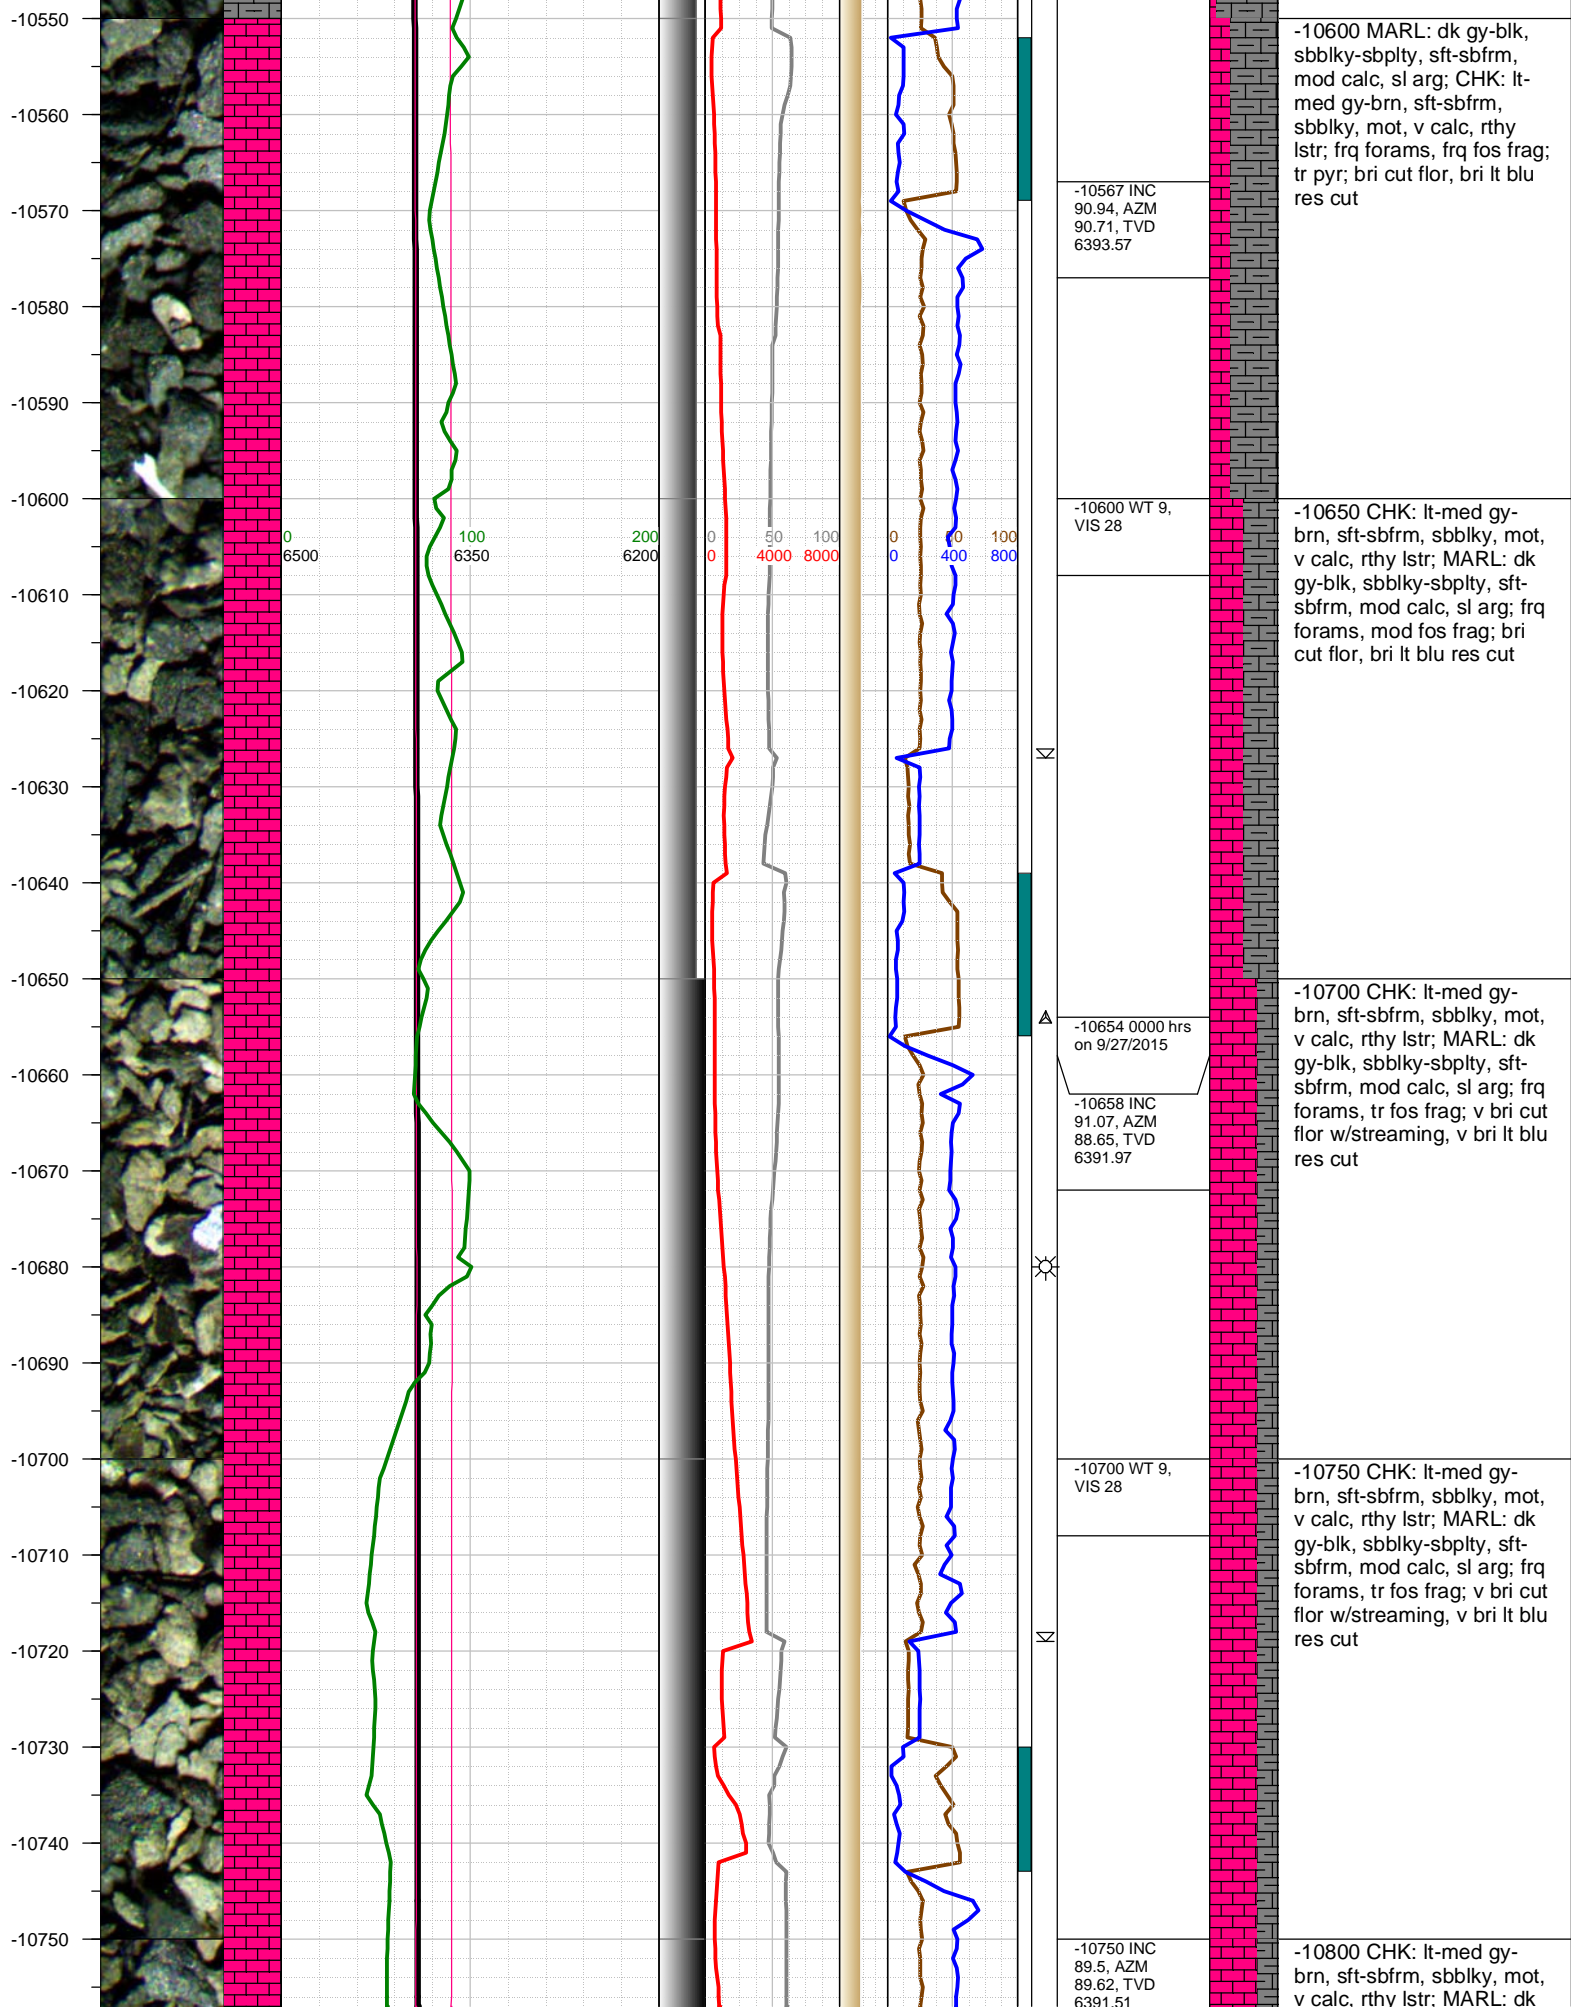 -10550
-10560
-10570
-10580
-10590
-10600
-10610
-10620
-10630
-10640
-10650
-10660
-10670
-10680
-10690
-10700
-10710
-10720
-10730
-10740
-10750
0 100 200
6500 6350 6200
0 50 100
0 4000 8000
0 50 100
0 400 800
-10567 INC
90.94, AZM
90.71, TVD
6393.57
-10600 WT 9,
VIS 28
-10654 0000 hrs
on 9/27/2015
-10658 INC
91.07, AZM
88.65, TVD
6391.97
-10700 WT 9,
VIS 28
-10750 INC
89.5, AZM
89.62, TVD
6391.51
-10600 MARL: dk gy-blk,
sbblky-sbplty, sft-sbfrm,
mod calc, sl arg; CHK: lt-
med gy-brn, sft-sbfrm,
sbblky, mot, v calc, rthy
lstr; frq forams, frq fos frag;
tr pyr; bri cut flor, bri lt blu
res cut
-10650 CHK: lt-med gy-
brn, sft-sbfrm, sbblky, mot,
v calc, rthy lstr; MARL: dk
gy-blk, sbblky-sbplty, sft-
sbfrm, mod calc, sl arg; frq
forams, mod fos frag; bri
cut flor, bri lt blu res cut
-10700 CHK: lt-med gy-
brn, sft-sbfrm, sbblky, mot,
v calc, rthy lstr; MARL: dk
gy-blk, sbblky-sbplty, sft-
sbfrm, mod calc, sl arg; frq
forams, tr fos frag; v bri cut
flor w/streaming, v bri lt blu
res cut
-10750 CHK: lt-med gy-
brn, sft-sbfrm, sbblky, mot,
v calc, rthy lstr; MARL: dk
gy-blk, sbblky-sbplty, sft-
sbfrm, mod calc, sl arg; frq
forams, tr fos frag; v bri cut
flor w/streaming, v bri lt blu
res cut
-10800 CHK: lt-med gy-
brn, sft-sbfrm, sbblky, mot,
v calc, rthy lstr; MARL: dk